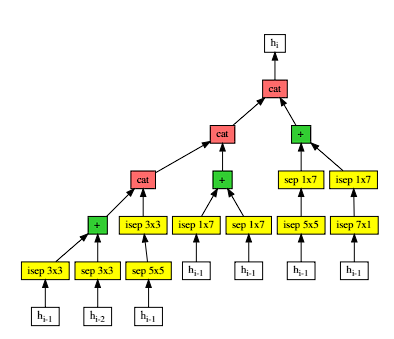 h_i
cat
cat +
cat + sep 1x7 isep 1x7
+ isep 3x3 isep 1x7 sep 1x7 isep 5x5 isep 7x1
isep 3x3 sep 3x3 sep 5x5 h_{i-1} h_{i-1} h_{i-1} h_{i-1}
h_{i-1} h_{i-2} h_{i-1}